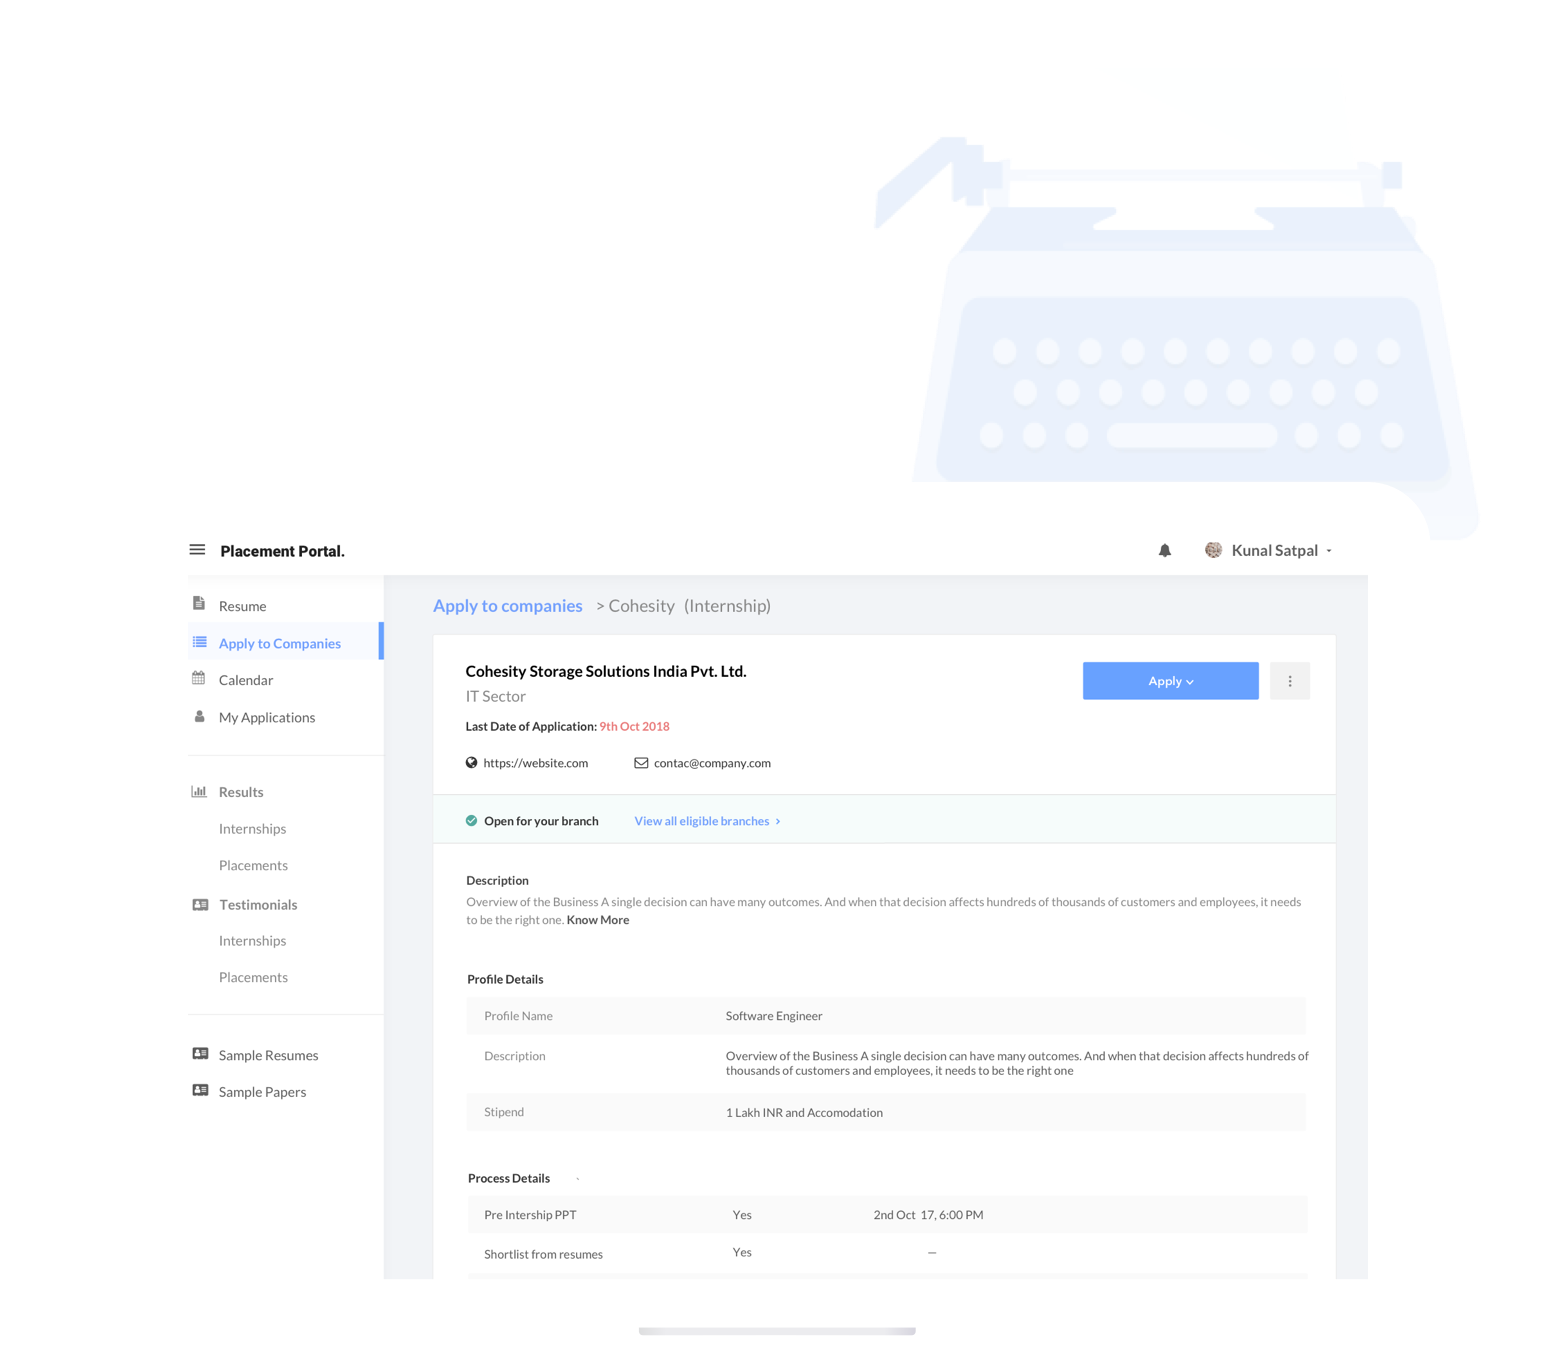 Placement Portal.
Kunal Satpal
Resume
Apply to Companies
Calendar
My Applications
Results
Internships
Placements
Testimonials
Internships
Placements
Sample Resumes
Sample Papers
Apply to companies > Cohesity (Internship)
Cohesity Storage Solutions India Pvt. Ltd.
IT Sector
Last Date of Application: 9th Oct 2018
https://website.com contac@company.com
Apply
Open for your branch View all eligible branches >
Description
Overview of the Business A single decision can have many outcomes. And when that decision affects hundreds of thousands of customers and employees, it needs
to be the right one. Know More
Profile Details
Profile Name Software Engineer
Description Overview of the Business A single decision can have many outcomes. And when that decision affects hundreds of
thousands of customers and employees, it needs to be the right one
Stipend 1 Lakh INR and Accomodation
Process Details
Pre Intership PPT Yes 2nd Oct 17, 6:00 PM
Shortlist from resumes Yes —